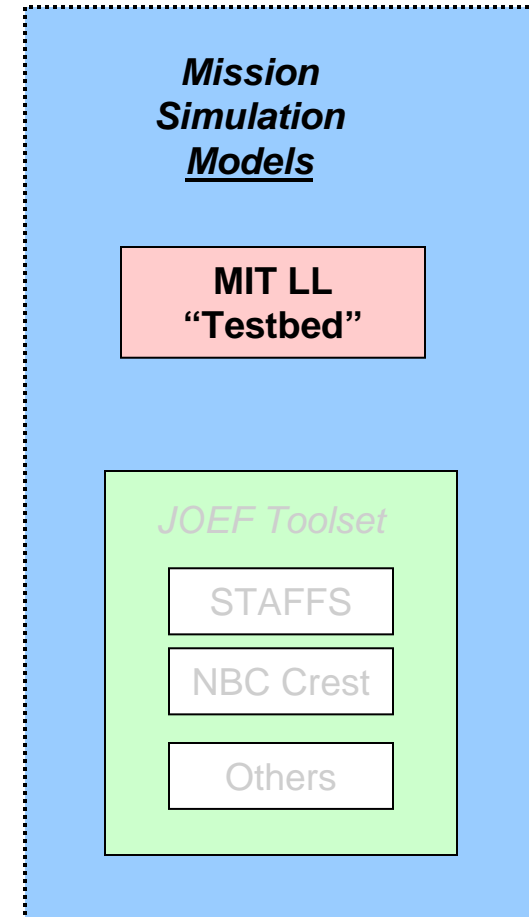 Mission
Simulation
Models
MIT LL
“Testbed”
JOEF Toolset
STAFFS
NBC Crest
Others